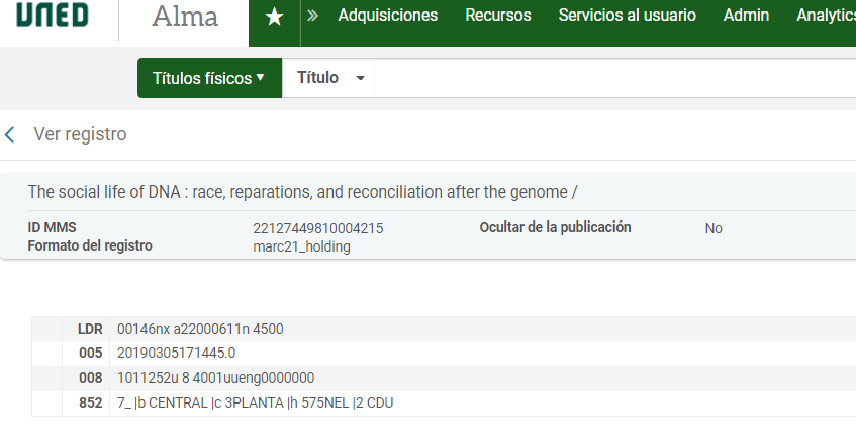 UNED Alma ★ » Adquisiciones Recursos Servicios al usuario Admin Analytics
Títulos físicos ▾ Título ▾
Ver registro
The social life of DNA : race, reparations, and reconciliation after the genome /
ID MMS 22127449810004215 Ocultar de la publicación No
Formato del registro marc21_holding
LDR 00146nx a22000611n 4500
005 20190305171445.0
008 1011252u 8 4001uueng0000000
852 7_ |b CENTRAL |c 3PLANTA |h 575NEL |2 CDU